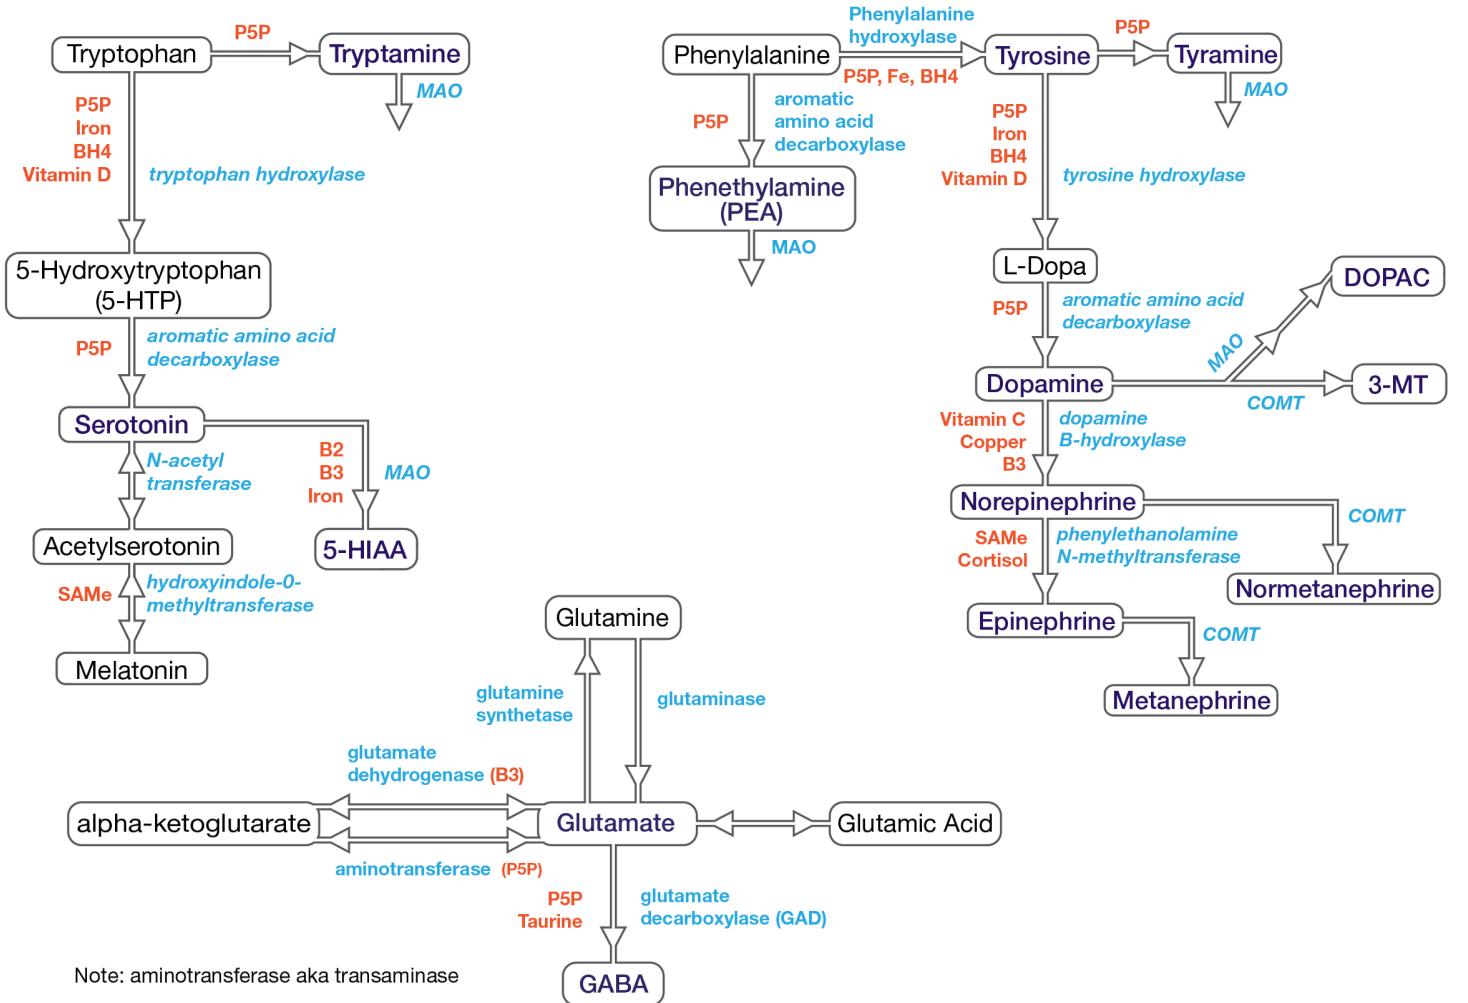 P5P
Tryptophan
Tryptamine
MAO
P5P
Iron
BH4
Vitamin D
tryptophan hydroxylase
5-Hydroxytryptophan
(5-HTP)
P5P
aromatic amino acid
decarboxylase
Serotonin
N-acetyl
transferase
B2
B3
Iron
MAO
Acetylserotonin
5-HIAA
SAMe
hydroxyindole-0-
methyltransferase
Melatonin
Phenylalanine
Phenylalanine
hydroxylase
P5P, Fe, BH4
Tyrosine
P5P
Tyramine
MAO
P5P
aromatic
amino acid
decarboxylase
Phenethylamine
(PEA)
MAO
P5P
Iron
BH4
Vitamin D
tyrosine hydroxylase
L-Dopa
P5P
aromatic amino acid
decarboxylase
DOPAC
MAO
Dopamine
3-MT
COMT
Vitamin C
Copper
B3
dopamine
B-hydroxylase
Norepinephrine
COMT
SAMe
Cortisol
phenylethanolamine
N-methyltransferase
Normetanephrine
Epinephrine
COMT
Metanephrine
Glutamine
glutamine
synthetase
glutaminase
glutamate
dehydrogenase (B3)
alpha-ketoglutarate
Glutamate
Glutamic Acid
aminotransferase (P5P)
P5P
Taurine
glutamate
decarboxylase (GAD)
GABA
Note: aminotransferase aka transaminase